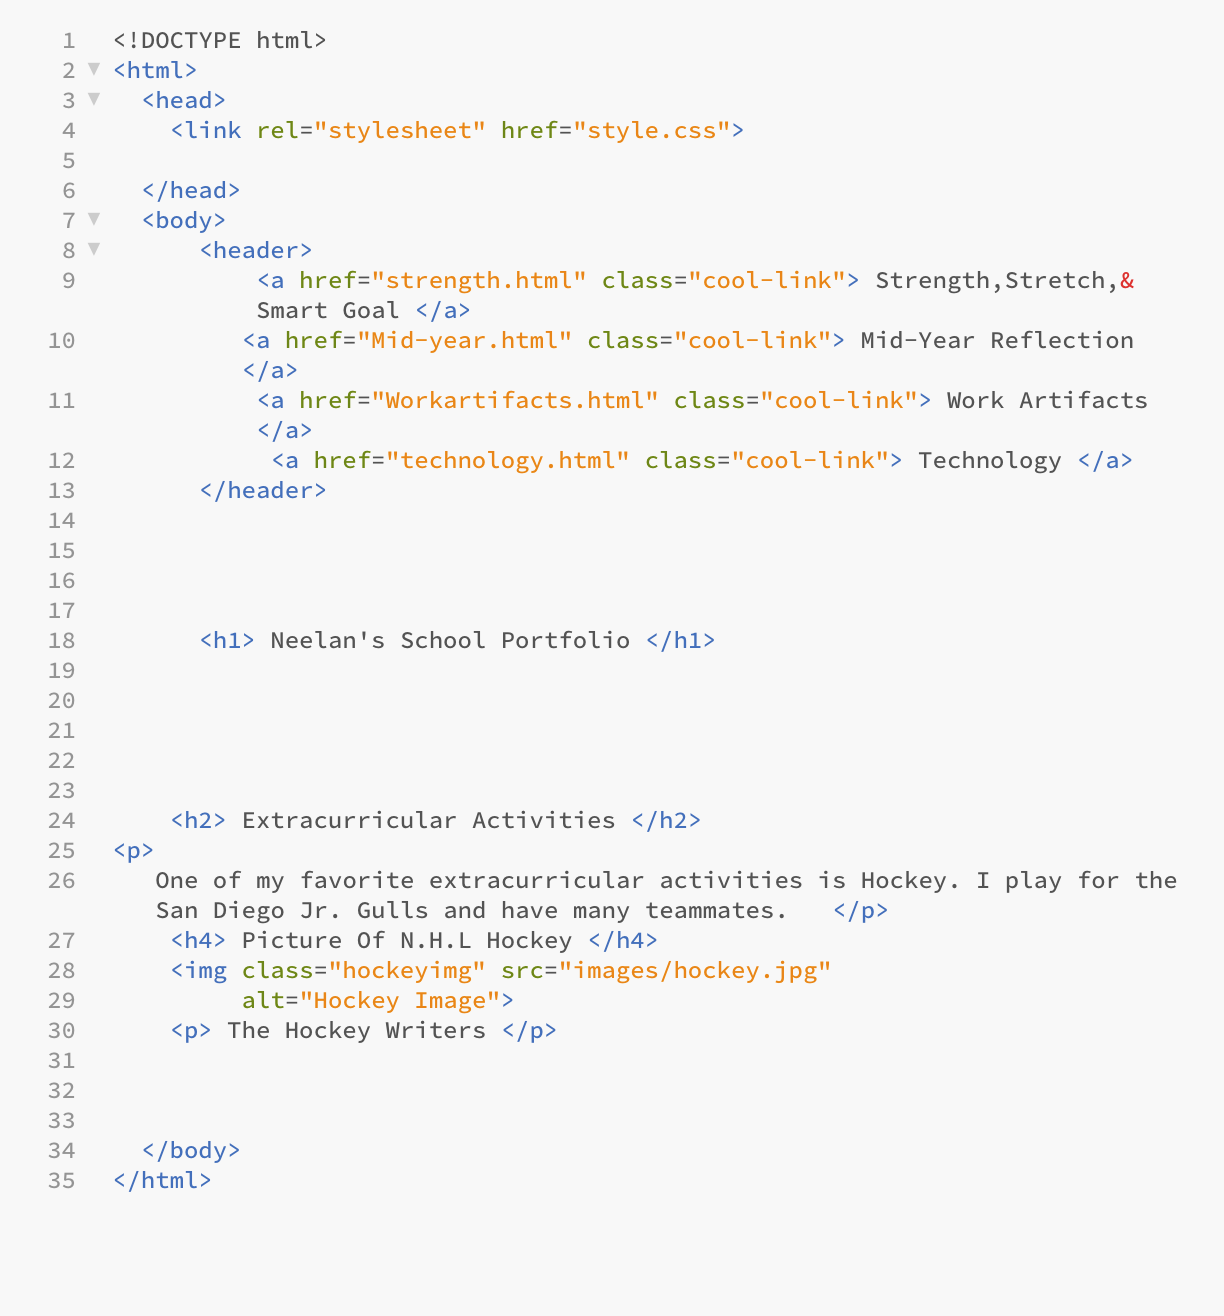 1 <!DOCTYPE html>
2 <html>
3 <head>
4 <link rel="stylesheet" href="style.css">
5
6 </head>
7 <body>
8 <header>
9 <a href="strength.html" class="cool-link"> Strength,Stretch,&
Smart Goal </a>
10 <a href="Mid-year.html" class="cool-link"> Mid-Year Reflection
</a>
11 <a href="Workartifacts.html" class="cool-link"> Work Artifacts
</a>
12 <a href="technology.html" class="cool-link"> Technology </a>
13 </header>
14
15
16
17
18 <h1> Neelan's School Portfolio </h1>
19
20
21
22
23
24 <h2> Extracurricular Activities </h2>
25 <p>
26 One of my favorite extracurricular activities is Hockey. I play for the
San Diego Jr. Gulls and have many teammates. </p>
27 <h4> Picture Of N.H.L Hockey </h4>
28 <img class="hockeyimg" src="images/hockey.jpg"
29 alt="Hockey Image">
30 <p> The Hockey Writers </p>
31
32
33
34 </body>
35 </html>